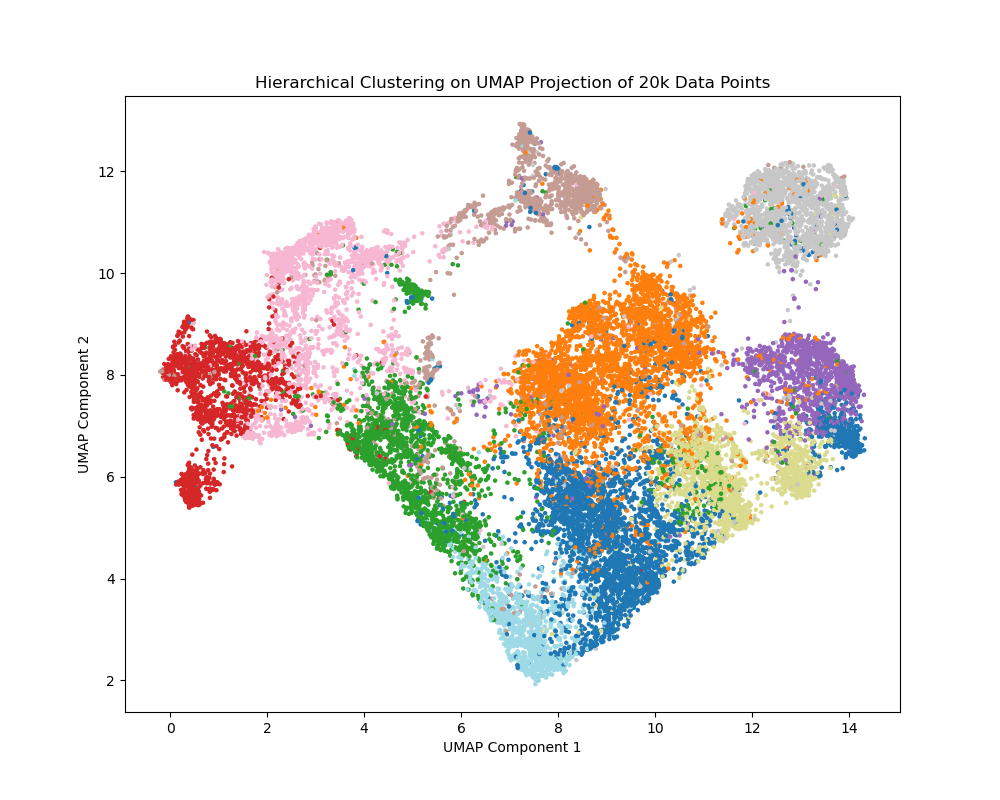 Hierarchical Clustering on UMAP Projection of 20k Data Points
12
10
8
6
4
2
UMAP Component 2
0 2 4 6 8 10 12 14
UMAP Component 1